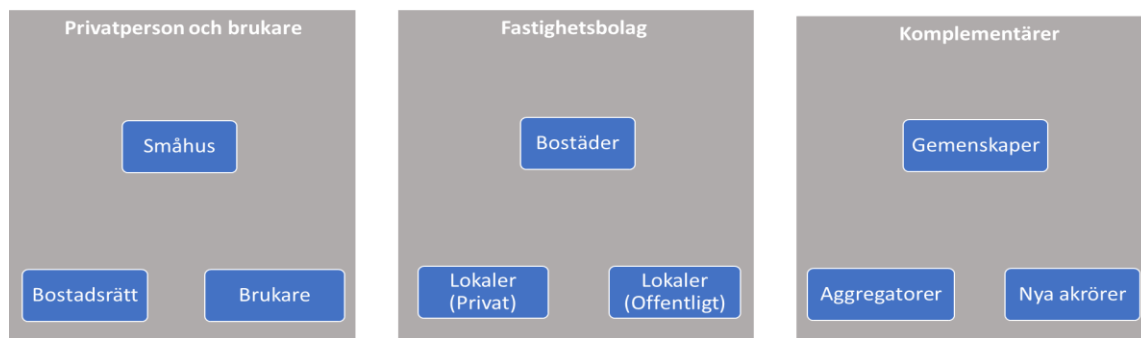 Privatperson och brukare
Småhus
Bostadsrätt
Brukare
Fastighetsbolag
Bostäder
Lokaler
(Privat)
Lokaler
(Offentligt)
Komplementärer
Gemenskaper
Aggregatorer
Nya akrörer